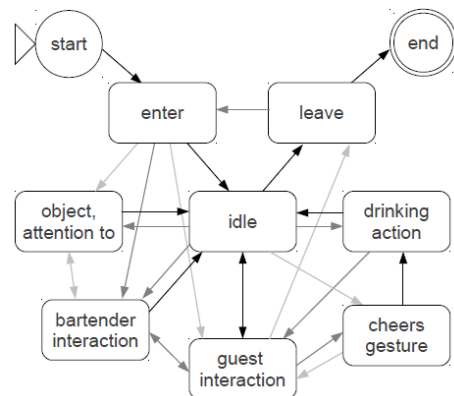 start
end
enter
leave
object,
attention to
idle
drinking
action
bartender
interaction
guest
interaction
cheers
gesture